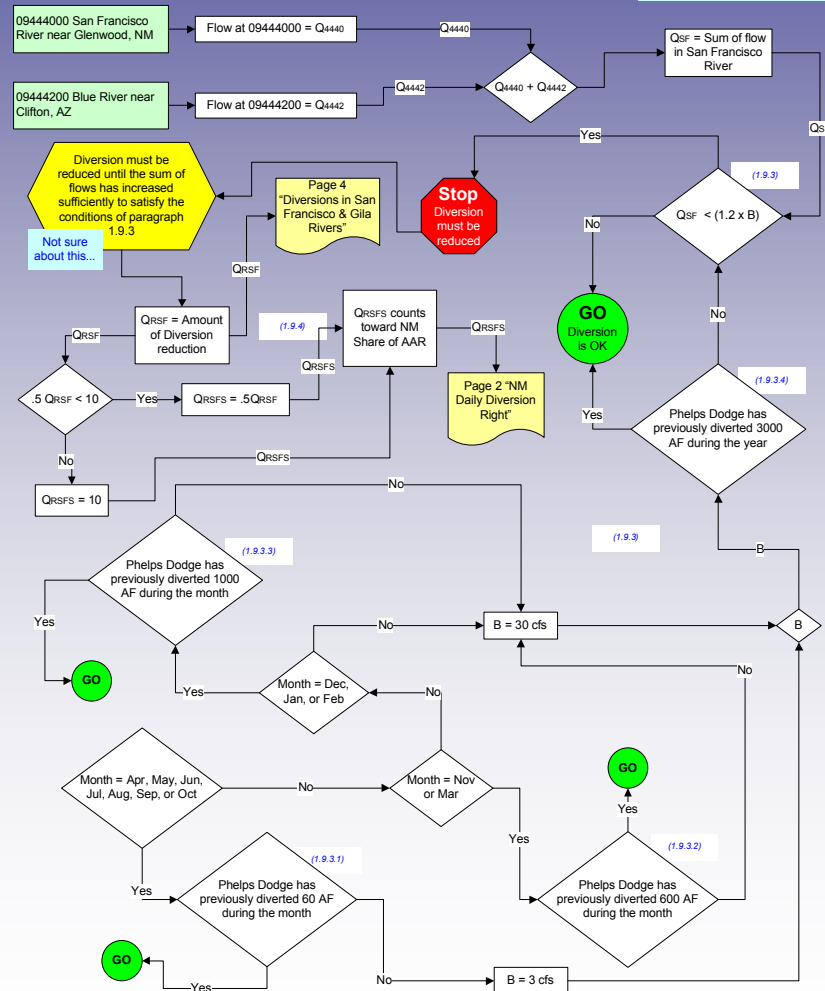 09444000 San Francisco
River near Glenwood, NM
Flow at 09444000 = Q4440
Q4440
QSF = Sum of flow
in San Francisco
River
09444200 Blue River near
Clifton, AZ
Flow at 09444200 = Q4442
Q4442
Q4440 + Q4442
QS
Yes
Diversion must be
reduced until the sum of
flows has increased
sufficiently to satisfy the
conditions of paragraph
1.9.3
Not sure
about this...
Page 4
"Diversions in San
Francisco & Gila
Rivers"
Stop
Diversion
must be
reduced
(1.9.3)
QSF < (1.2 x B)
No
QRSF
GO
Diversion
is OK
No
QRSF = Amount
of Diversion
reduction
QRSF
(1.9.4)
QRSFS
QRSFS counts
toward NM
Share of AAR
QRSFS
Page 2 "NM
Daily Diversion
Right"
.5 QRSF < 10
Yes
QRSFS = .5QRSF
No
QRSFS = 10
QRSFS
Yes
(1.9.3.4)
Phelps Dodge has
previously diverted 3000
AF during the year
No
(1.9.3)
B
(1.9.3.3)
Phelps Dodge has
previously diverted 1000
AF during the month
Yes
GO
No
B = 30 cfs
B
Yes
Month = Dec,
Jan, or Feb
No
No
Month = Apr, May, Jun,
Jul, Aug, Sep, or Oct
No
Month = Nov
or Mar
GO
Yes
Yes
(1.9.3.2)
Phelps Dodge has
previously diverted 600 AF
during the month
Yes
(1.9.3.1)
Phelps Dodge has
previously diverted 60 AF
during the month
GO
Yes
No
B = 3 cfs